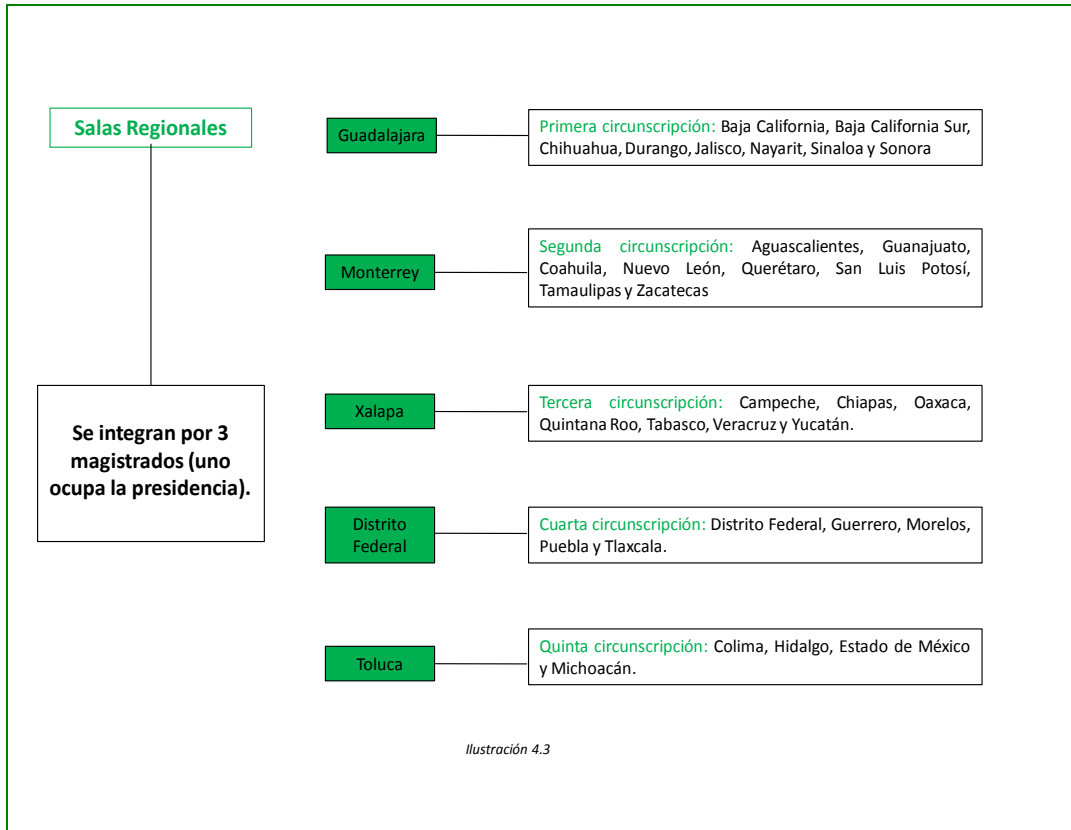 Salas Regionales
Se integran por 3
magistrados (uno
ocupa la presidencia).
Guadalajara
Primera circunscripción: Baja California, Baja California Sur,
Chihuahua, Durango, Jalisco, Nayarit, Sinaloa y Sonora
Monterrey
Segunda circunscripción: Aguascalientes, Guanajuato,
Coahuila, Nuevo León, Querétaro, San Luis Potosí,
Tamaulipas y Zacatecas
Xalapa
Tercera circunscripción: Campeche, Chiapas, Oaxaca,
Quintana Roo, Tabasco, Veracruz y Yucatán.
Distrito
Federal
Cuarta circunscripción: Distrito Federal, Guerrero, Morelos,
Puebla y Tlaxcala.
Toluca
Quinta circunscripción: Colima, Hidalgo, Estado de México
y Michoacán.
Ilustración 4.3